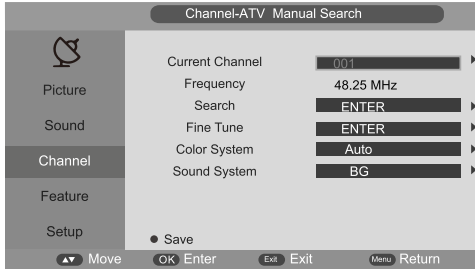 Channel-ATV Manual Search
Picture
Sound
Channel
Feature
Setup
Current Channel 001
Frequency 48.25 MHz
Search ENTER
Fine Tune ENTER
Color System Auto
Sound System BG
Save
Move OK Enter Exit Exit Menu Return